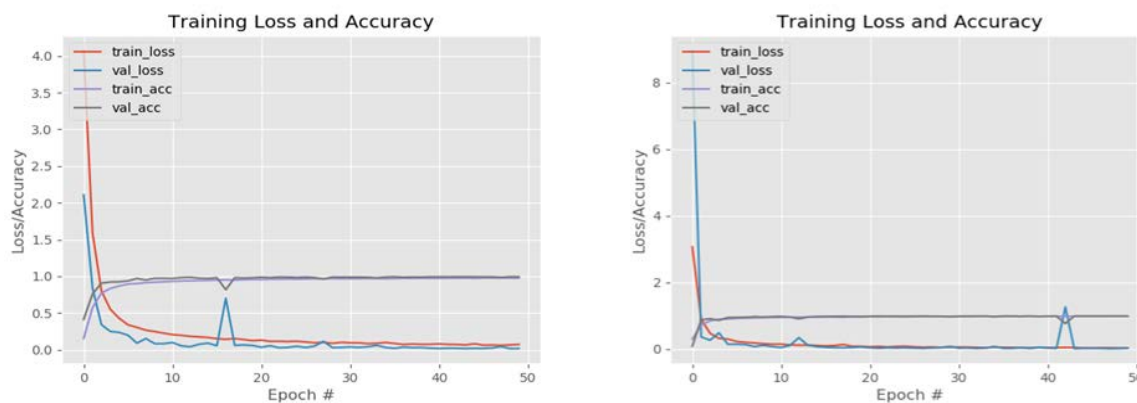 Training Loss and Accuracy
4.0
3.5
3.0
2.5
2.0
1.5
1.0
0.5
0.0
Loss/Accuracy
train_loss
val_loss
train_acc
val_acc
0 10 20 30 40 50
Epoch #
Training Loss and Accuracy
8
6
4
2
0
Loss/Accuracy
train_loss
val_loss
train_acc
val_acc
0 10 20 30 40 50
Epoch #